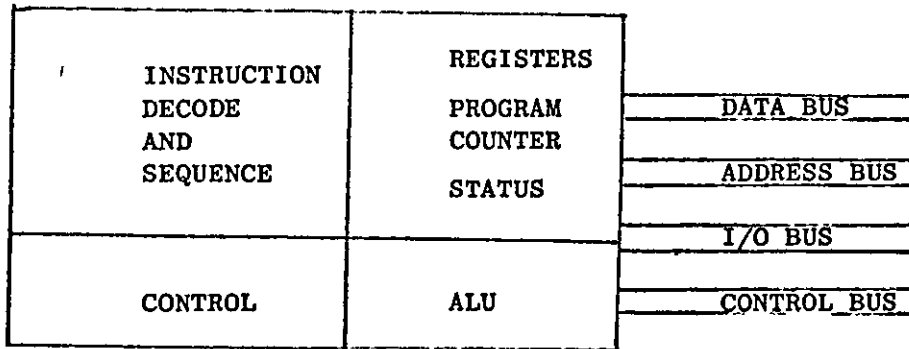 INSTRUCTION
DECODE
AND
SEQUENCE
REGISTERS
PROGRAM
COUNTER
STATUS
CONTROL
ALU
DATA BUS
ADDRESS BUS
I/O BUS
CONTROL BUS